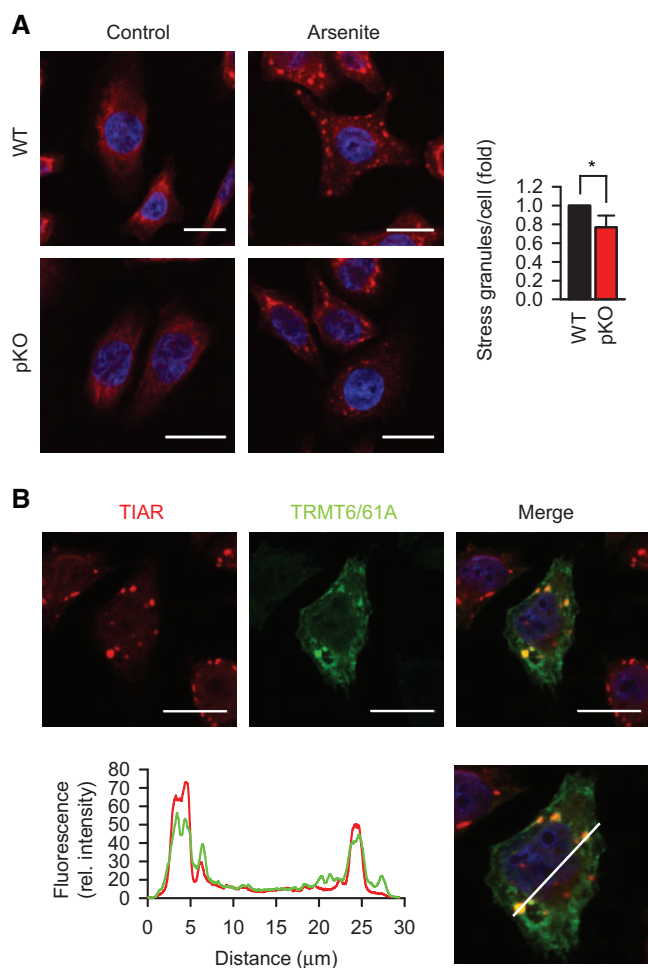 A
Control
Arsenite
WT
pKO
Stress granules/cell (fold)
*
1.2
1.0
0.8
0.6
0.4
0.2
0.0
WT
pKO
B
TIAR
TRMT6/61A
Merge
Fluorescence
(rel. intensity)
80
70
60
50
40
30
20
10
0
0 5 10 15 20 25 30
Distance (μm)